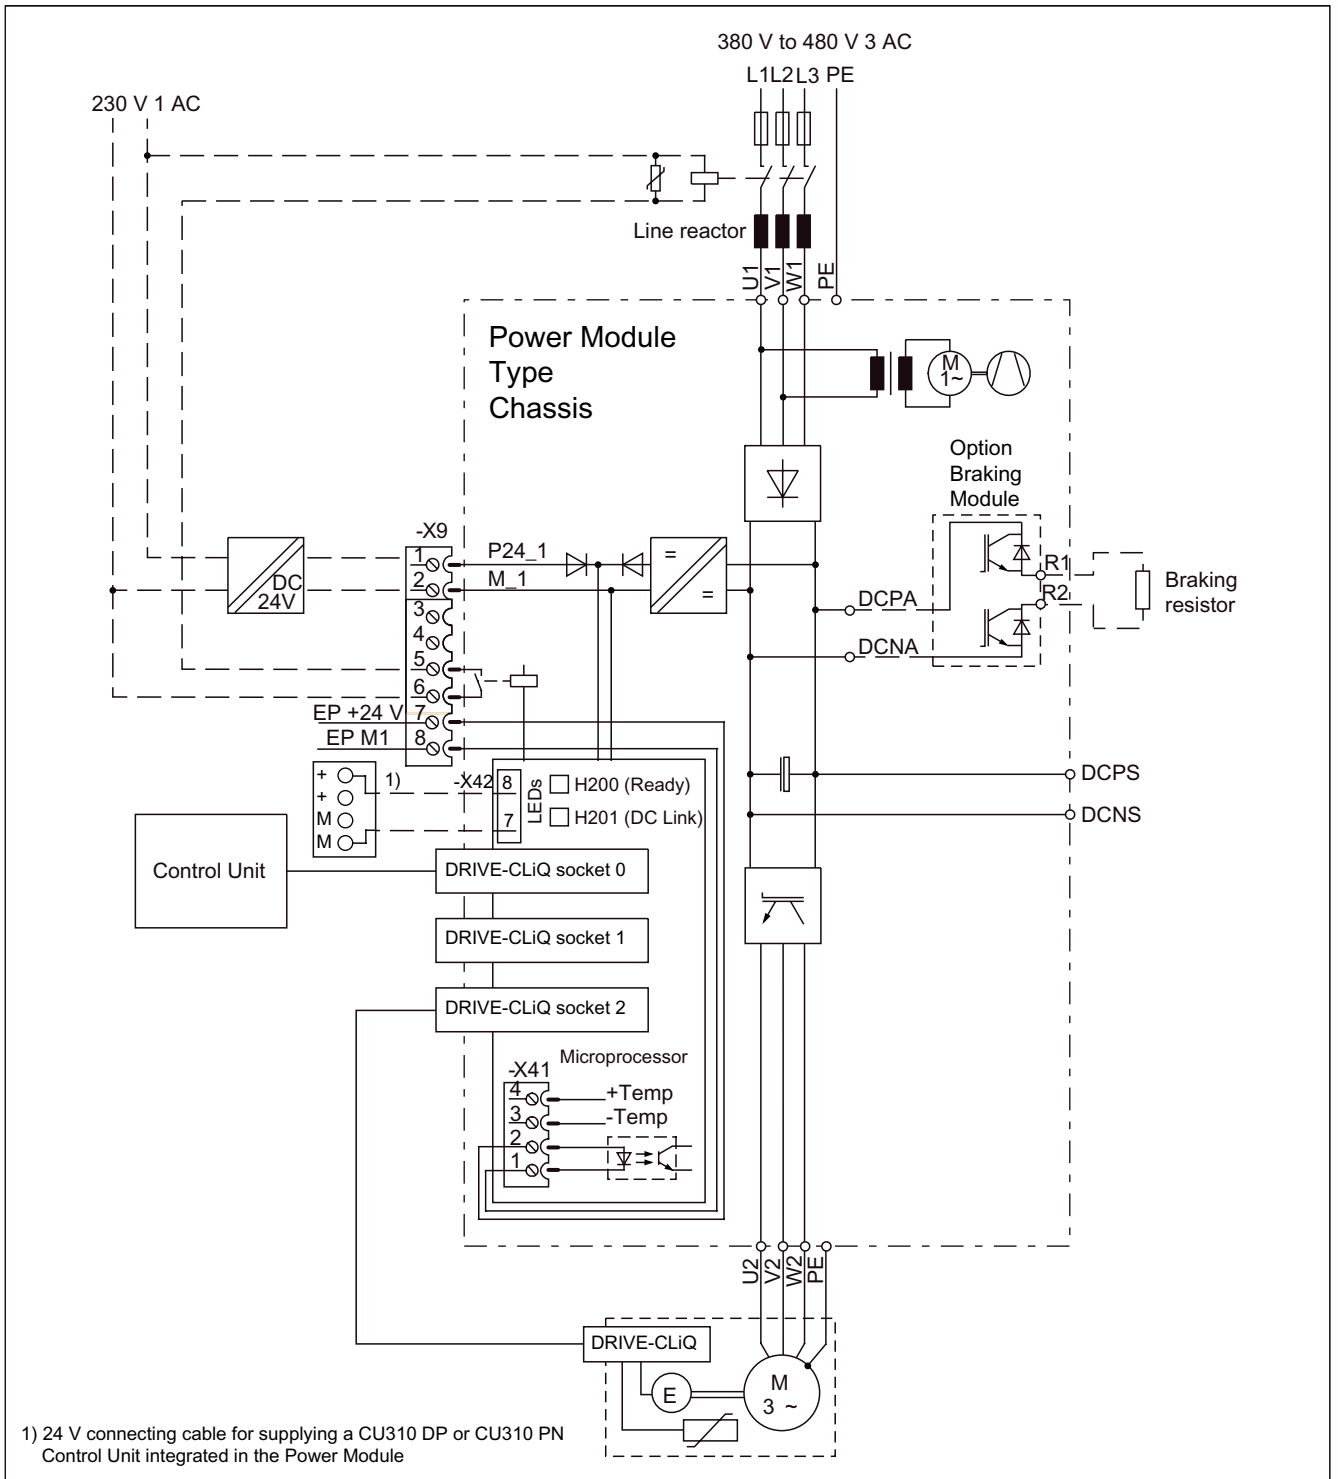 380 V to 480 V 3 AC
L1 L2 L3 PE
230 V 1 AC
Line reactor
U1
V1
W1
PE
Power Module
Type
Chassis
M
1~
Option
Braking
Module
-X9
1
2
3
4
5
6
7
8
P24_1
M_1
DC
24V
=
=
R1
R2
Braking
resistor
DCPA
DCNA
EP +24 V
EP M1
+
+
M
M
1)
-X42
8
7
LEDs
H200 (Ready)
H201 (DC Link)
DCPS
DCNS
Control Unit
DRIVE-CLiQ socket 0
DRIVE-CLiQ socket 1
DRIVE-CLiQ socket 2
Microprocessor
-X41
4
3
2
1
+Temp
-Temp
U2
V2
W2
PE
DRIVE-CLiQ
E
M
3 ~
1) 24 V connecting cable for supplying a CU310 DP or CU310 PN
Control Unit integrated in the Power Module